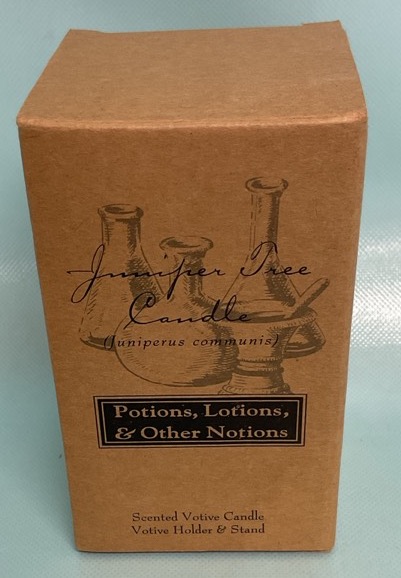 Juniper Tree
Candle
(Juniperus communis)
Potions, Lotions,
& Other Notions
Scented Votive Candle
Votive Holder & Stand